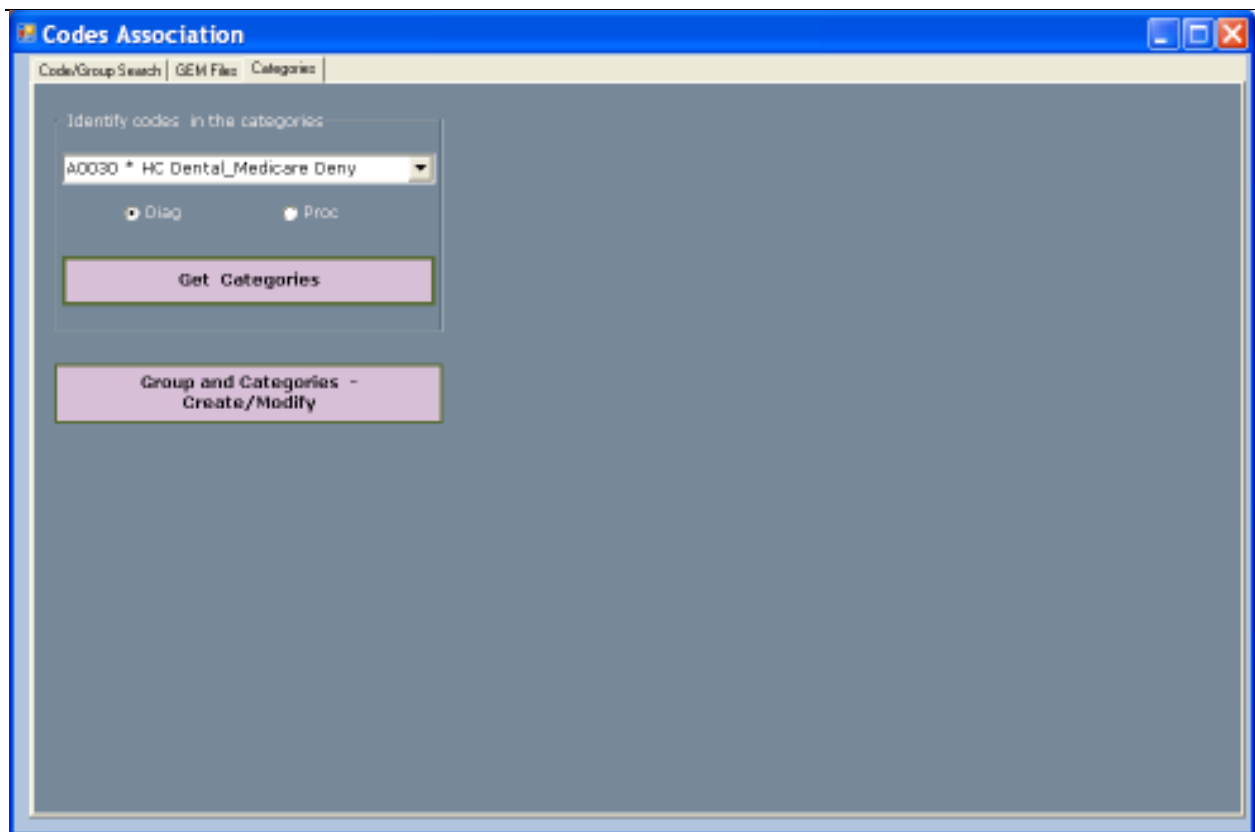 Codes Association
Code/Group Search GEM Files Categories
Identify codes in the categories
A0030 * HC Dental_Medicare Deny
Diag Proc
Get Categories
Group and Categories -
Create/Modify